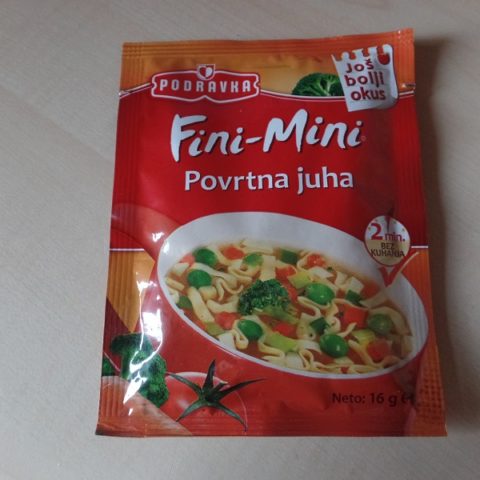 PODRAVKA
još
bolji
okus
Fini-Mini
Povrtna juha
2 min.
BEZ
KUHANJA
Neto: 16 g e